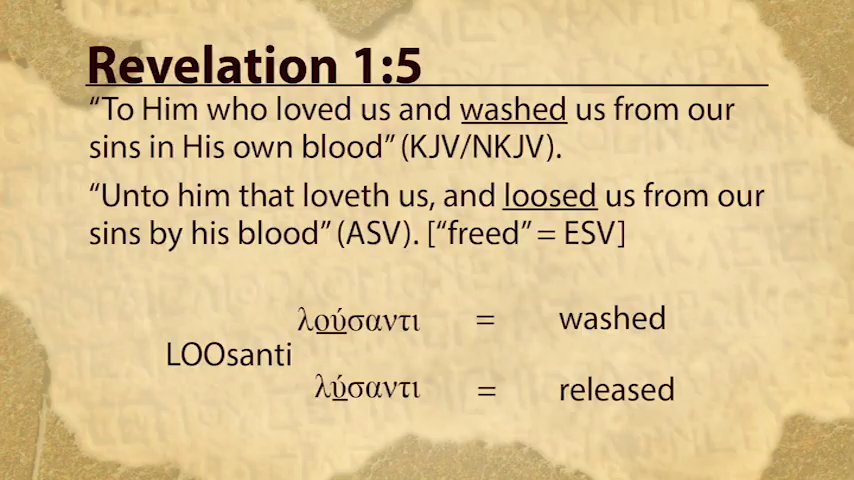 Revelation 1:5
“To Him who loved us and washed us from our
sins in His own blood” (KJV/NKJV).
“Unto him that loveth us, and loosed us from our
sins by his blood” (ASV). [“freed” = ESV]
λούσαντι = washed
LOOsanti
λύσαντι = released